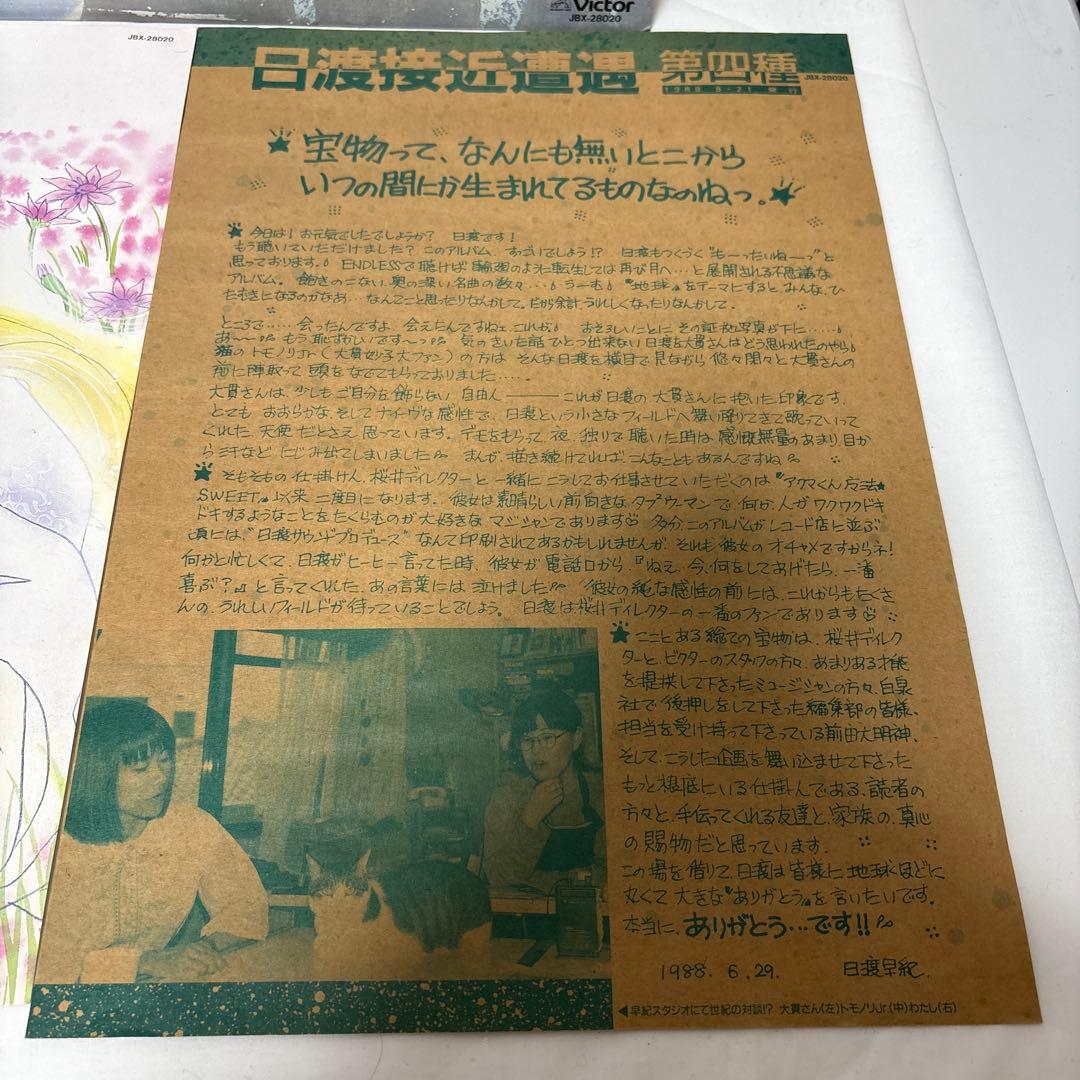 Victor
JBX-28020
JBX-28020
日渡接近遭遇 第四種
JBX-28020
1988・8・21 発行
★宝物って、なんにも無いとこから
いつの間にか生まれてるものなのねっ。★
★今日は!お元気でしたでしょうか? 日渡です!
もう聴いていただけました?このアルバム。すごいでしょう!? 日渡もつくづく“もーったいねーっ”と
思っております。ENDLESSで聴けば輪廻のように転生しては再び月へ…と展開される不思議な
アルバム。飽きのこない、奥の深い名曲の数々…。うーむ。『地球』をテーマにすると、みんな、ひ
たむきになるのかなあ…なんてこと思ったりなんかして。だから余計うれしくなったりなんかして。
ところで……会ったんですよ、会えたんですねェ、これが。 おそろしいことに その証拠写真が下に……。
あ〜〜 もう恥ずかしいです〜っ 気のきいた話ひとつ出来ない日渡を大貫さんはどう思われたのやら。
猫のトモノリJr(大貫妙子大ファン)の方は そんな日渡を横目で見ながら 悠々閑々と大貫さんの
前に陣取って 頭をなでてもらっておりました……。
大貫さんは、少しもご自分を飾らない 自由人――これが日渡の大貫さんに抱いた印象です。
とても おおらかな、そしてナイーヴな感性で、日渡という小さなフィールドへ舞い降りてきて歌っていって
くれた、天使 だとさえ 思っています。デモをもらって、夜、独りで聴いた時は 感慨無量のあまり、目か
ら汗など にじみ出てしまいました まんが、描き続けてれば、こんなこともあるんですね
★そもそもの 仕掛け人、桜井ディレクターと 一緒に こうしてお仕事させていただくのは『アクマくん魔法★
SWEET』以来 二度目になります。彼女は素晴らしい前向きな タプウーマンで、何か、人が ワクワクドキ
ドキするようなことを たくらむのが 大好きな マジシャンであります 多分、このアルバムが レコード店に並ぶ
頃には“日渡サウンドプロデュース”なんて印刷されてあるかもしれませんが、それも彼女のオチャメですからネ!
何かと忙しくて、日渡がヒーヒー言ってた時、彼女が電話口から、『ねえ、今、何をしてあげたら、一番
喜ぶ?』と言ってくれた、あの言葉には 泣けました 彼女の純な感性の前には、これからもたくさ
んの、うれしいフィールドが待っていることでしょう。 日渡は桜井ディレクターの一番のファンであります
★ここにある総ての宝物は、桜井ディレク
ターと、ビクターのスタッフの方々、あまりある才能
を提供して下さったミュージシャンの方々、白泉
社で後押しをして下さった編集部の皆様、
担当を受け持って下さっている前田大明神、
そして、こうした企画を舞い込ませて下さった
もっと根底にいる仕掛人である、読者の
方々と、手伝ってくれる友達と、家族の、真心
の賜物だと思っています。
この場を借りて、日渡は皆様に地球ほどに
丸くて大きな『ありがとう』を言いたいです。
本当に、ありがとう…です!!
1988. 6. 29. 日渡早紀
◀早紀スタジオにて世紀の対談!? 大貫さん(左)トモノリJr.(中)わたし(右)